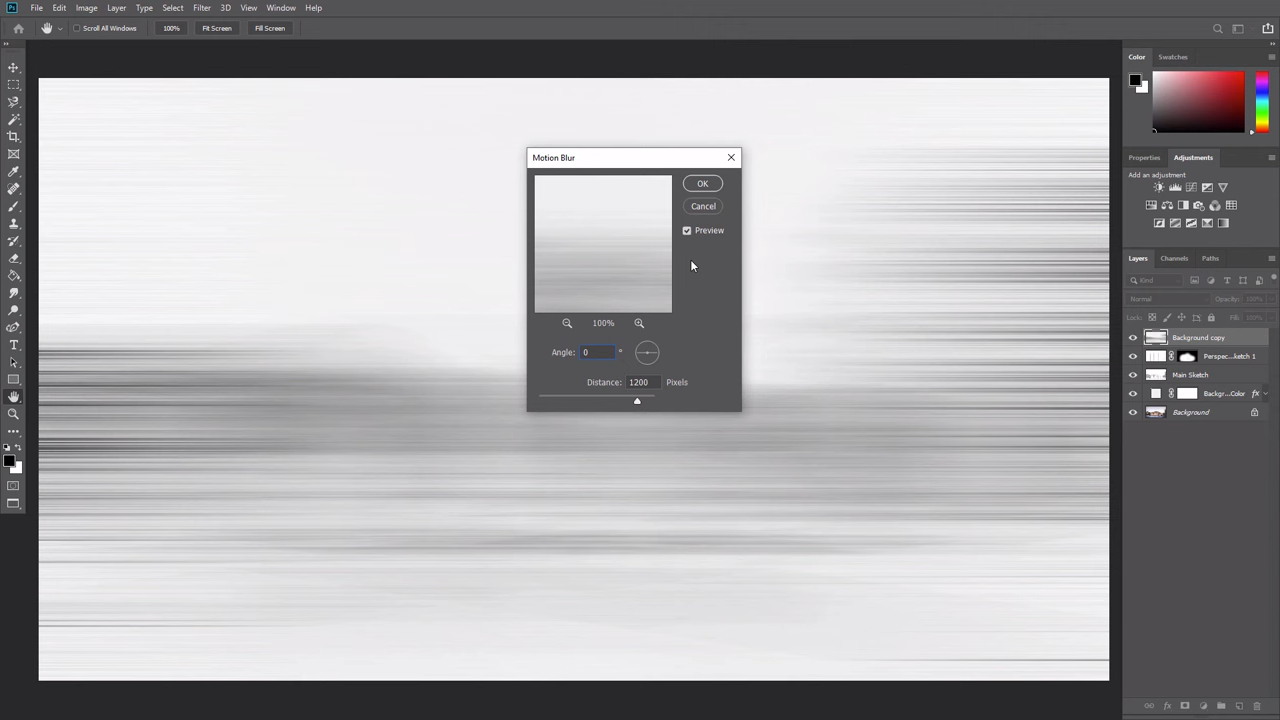 Ps File Edit Image Layer Type Select Filter 3D View Window Help
Scroll All Windows 100% Fit Screen Fill Screen
Color Swatches
Motion Blur
OK
Cancel
Preview
100%
Angle: 0 °
Distance: 1200 Pixels
Properties Adjustments
Add an adjustment
Layers Channels Paths
Kind
Normal Opacity: 100%
Lock: Fill: 100%
Background copy
Perspec...ketch 1
Main Sketch
Backgr...Color fx
Background
fx